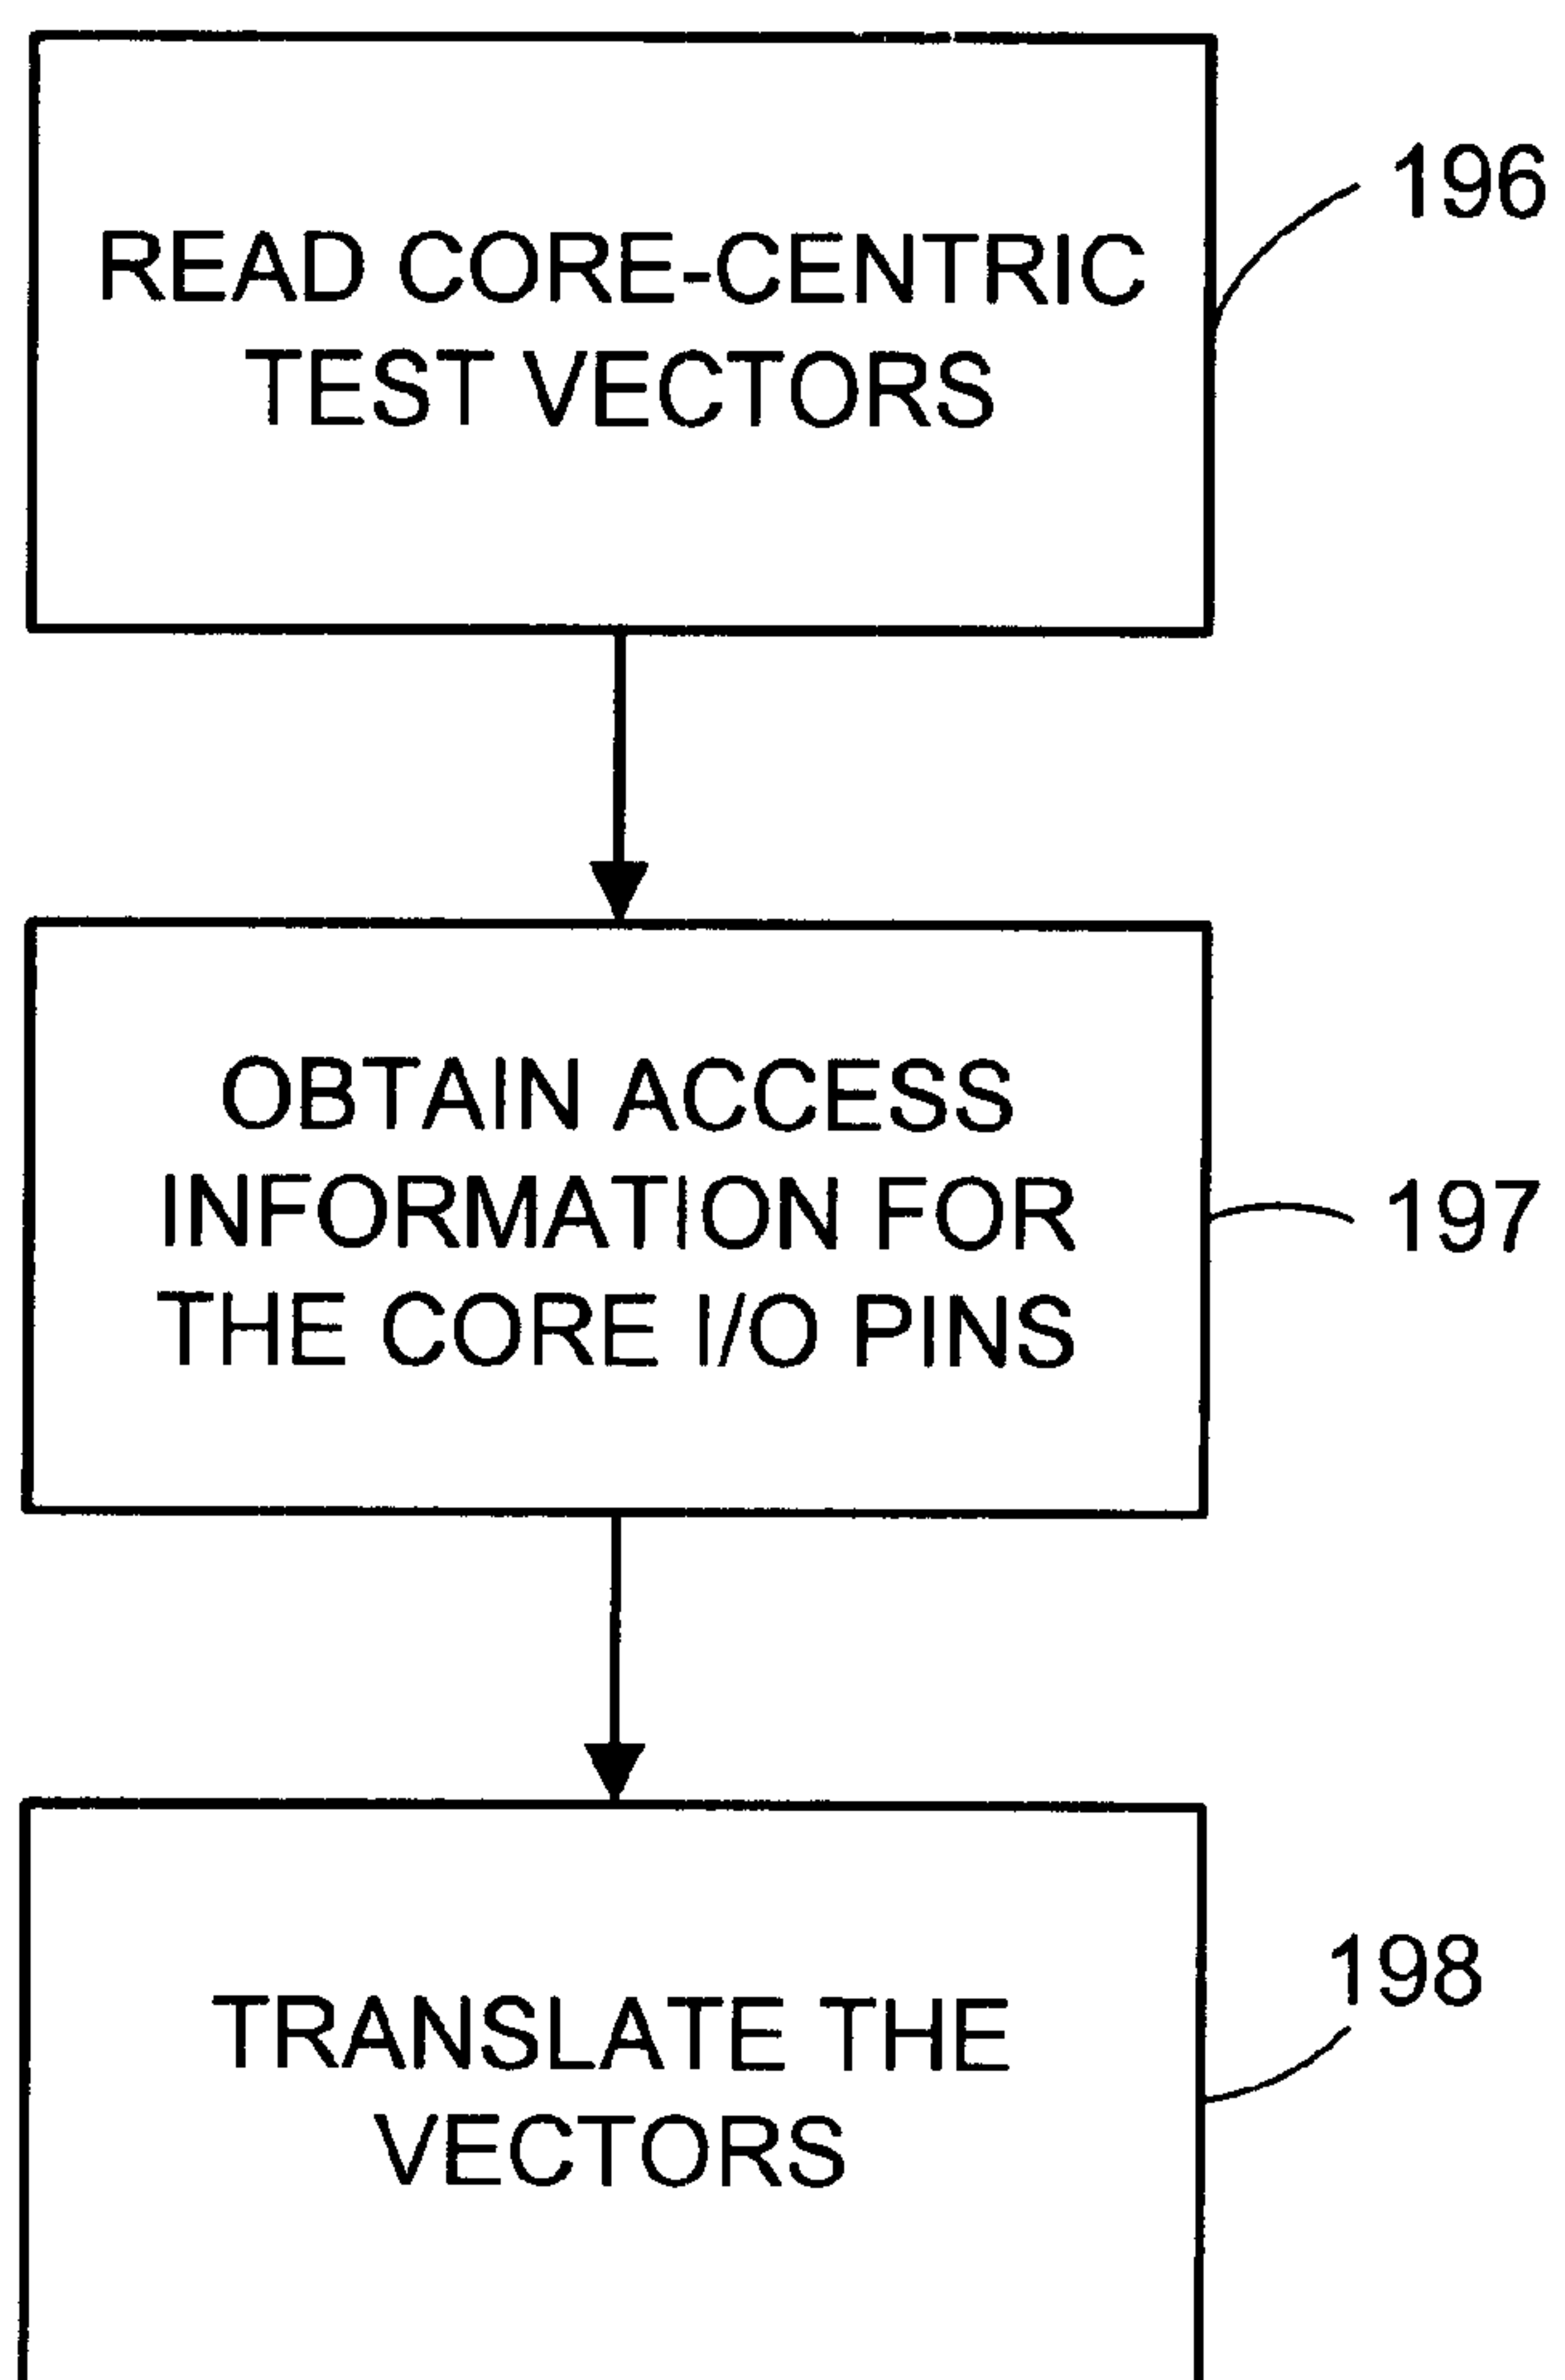 READ CORE-CENTRIC
TEST VECTORS
196
OBTAIN ACCESS
INFORMATION FOR
THE CORE I/O PINS
197
TRANSLATE THE
VECTORS
198